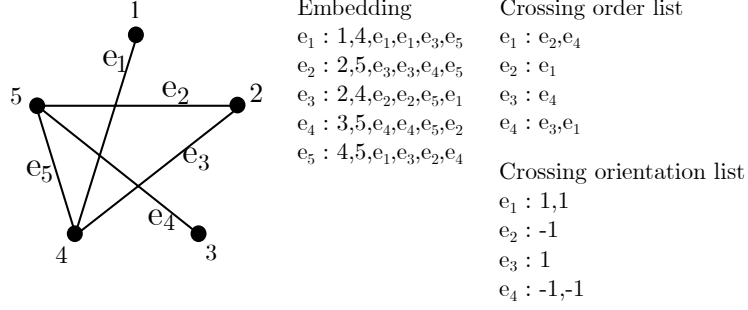 1
2
3
4
5
e₁
e₂
e₃
e₄
e₅
Embedding
e₁ : 1,4,e₁,e₁,e₃,e₅
e₂ : 2,5,e₃,e₃,e₄,e₅
e₃ : 2,4,e₂,e₂,e₅,e₁
e₄ : 3,5,e₄,e₄,e₅,e₂
e₅ : 4,5,e₁,e₃,e₂,e₄
Crossing order list
e₁ : e₂,e₄
e₂ : e₁
e₃ : e₄
e₄ : e₃,e₁
Crossing orientation list
e₁ : 1,1
e₂ : -1
e₃ : 1
e₄ : -1,-1